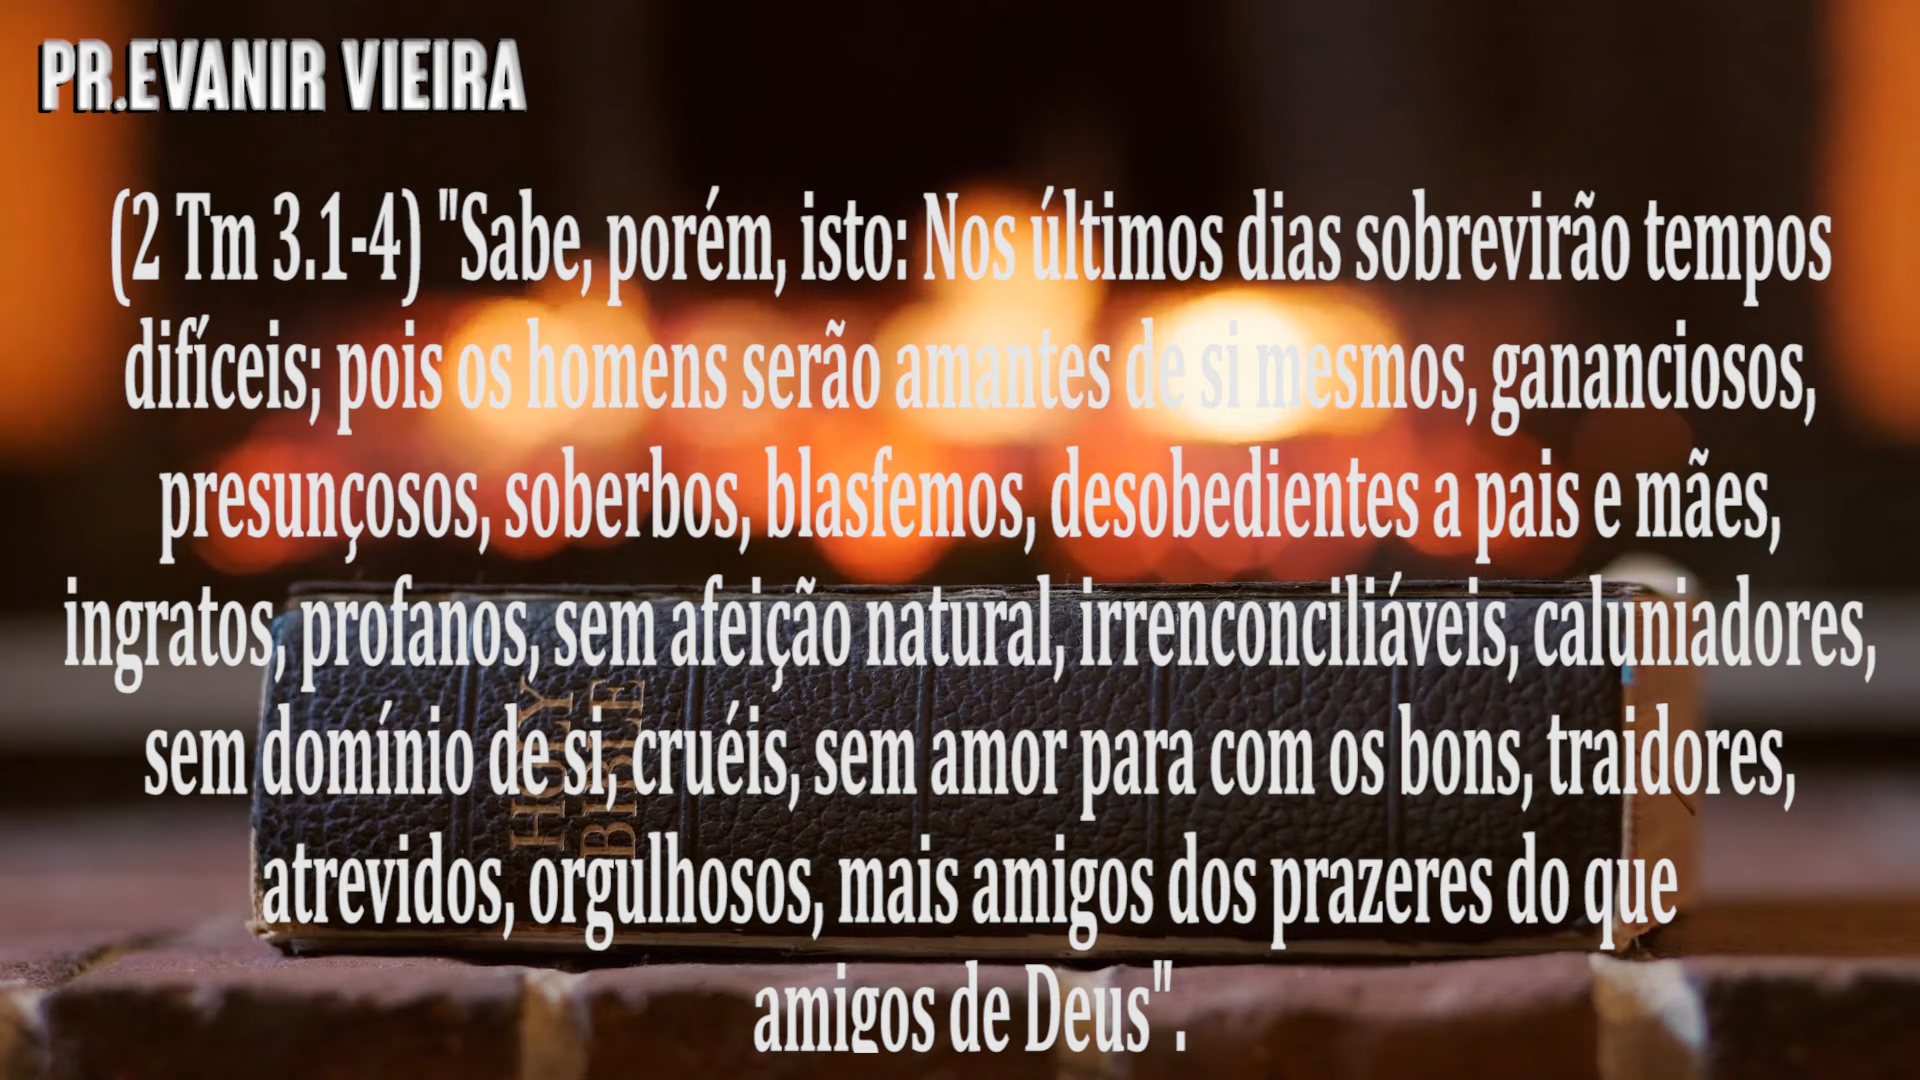 PR.EVANIR VIEIRA
(2 Tm 3.1-4) "Sabe, porém, isto: Nos últimos dias sobrevirão tempos
difíceis; pois os homens serão amantes de si mesmos, gananciosos,
presunçosos, soberbos, blasfemos, desobedientes a pais e mães,
ingratos, profanos, sem afeição natural, irrenconciliáveis, caluniadores,
sem domínio de si, cruéis, sem amor para com os bons, traidores,
atrevidos, orgulhosos, mais amigos dos prazeres do que
amigos de Deus".
HOLY
BIBLE